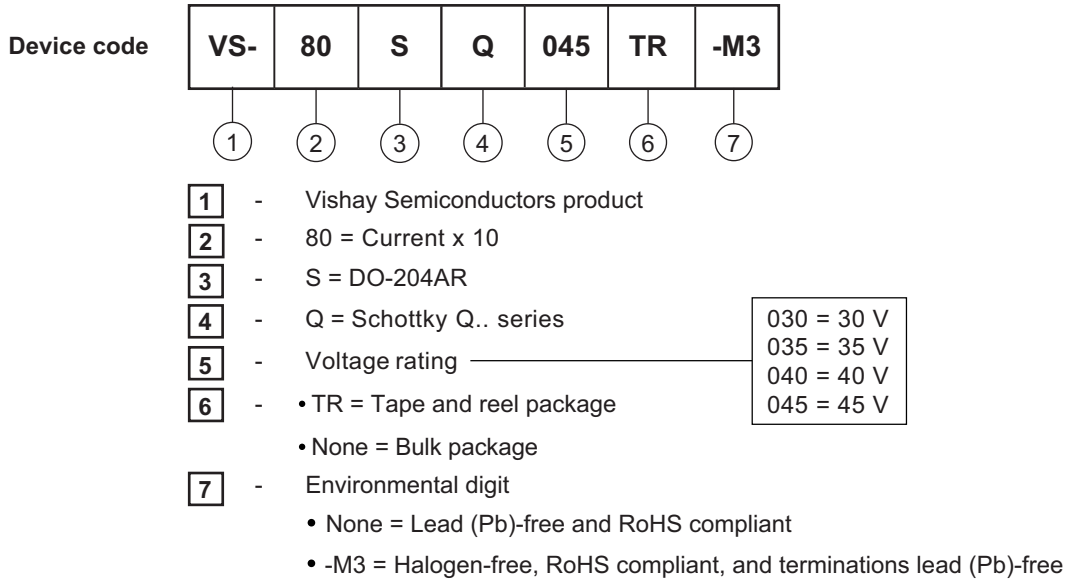 Device code VS- 80 S Q 045 TR -M3
1 2 3 4 5 6 7
1 - Vishay Semiconductors product
2 - 80 = Current x 10
3 - S = DO-204AR
4 - Q = Schottky Q.. series
5 - Voltage rating
030 = 30 V
035 = 35 V
040 = 40 V
045 = 45 V
6 - • TR = Tape and reel package
• None = Bulk package
7 - Environmental digit
• None = Lead (Pb)-free and RoHS compliant
• -M3 = Halogen-free, RoHS compliant, and terminations lead (Pb)-free